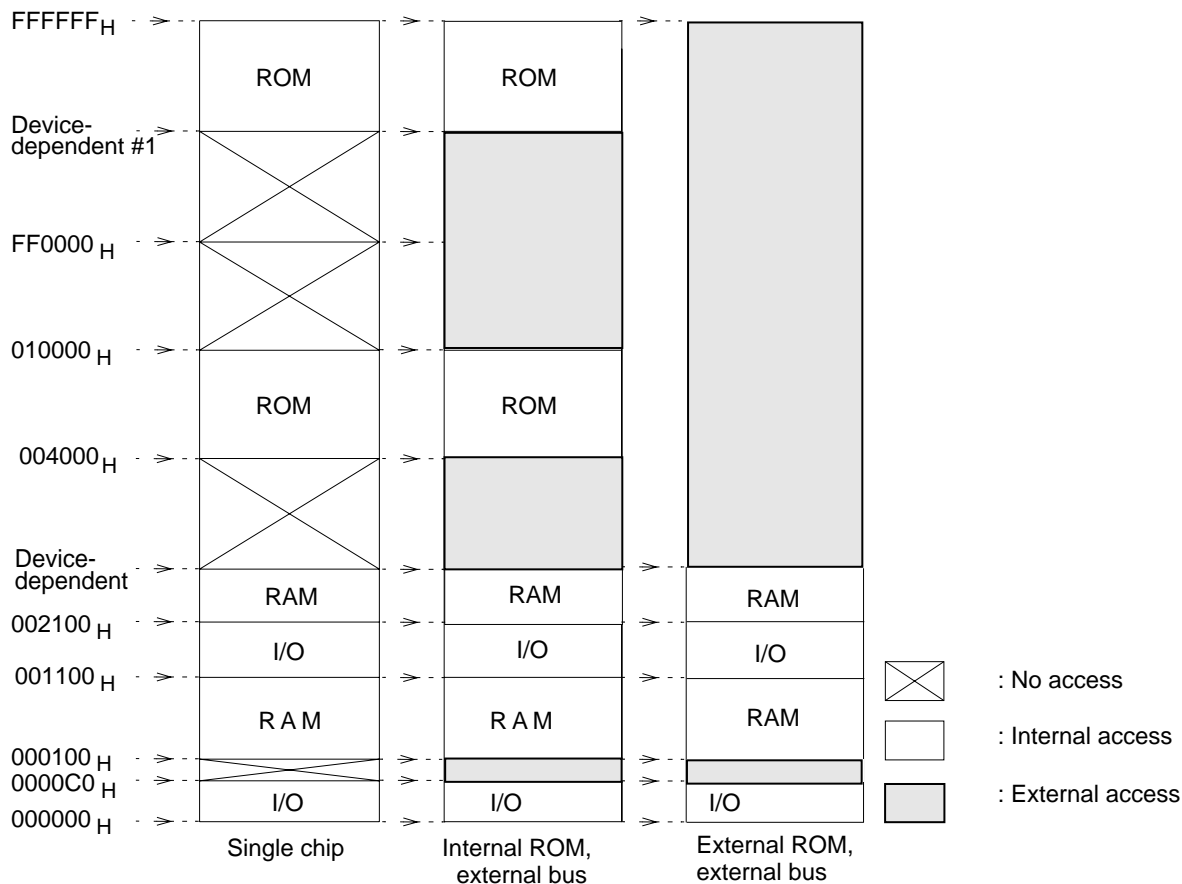 FFFFFF H
ROM
ROM
Device-
dependent #1
FF0000 H
010000 H
ROM
ROM
004000 H
Device-
dependent
RAM
RAM
RAM
002100 H
I/O
I/O
I/O
001100 H
R A M
R A M
RAM
000100 H
0000C0 H
I/O
I/O
I/O
000000 H
: No access
: Internal access
: External access
Single chip
Internal ROM,
external bus
External ROM,
external bus